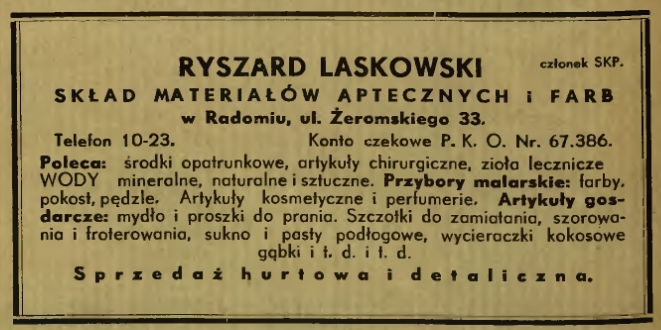 RYSZARD LASKOWSKI członek SKP.
SKŁAD MATERIAŁÓW APTECZNYCH i FARB
w Radomiu, ul. Żeromskiego 33.
Telefon 10-23. Konto czekowe P. K. O. Nr. 67.386.
Poleca: środki opatrunkowe, artykuły chirurgiczne, zioła lecznicze
WODY mineralne, naturalne i sztuczne. Przybory malarskie: farby.
pokost, pędzle. Artykuły kosmetyczne i perfumerie. Artykuły gos-
darcze: mydło i proszki do prania. Szczotki do zamiatania, szorowa-
nia i froterowania, sukno i pasty podłogowe, wycieraczki kokosowe
gąbki i t. d. i t. d.
Sprzedaż hurtowa i detaliczna.